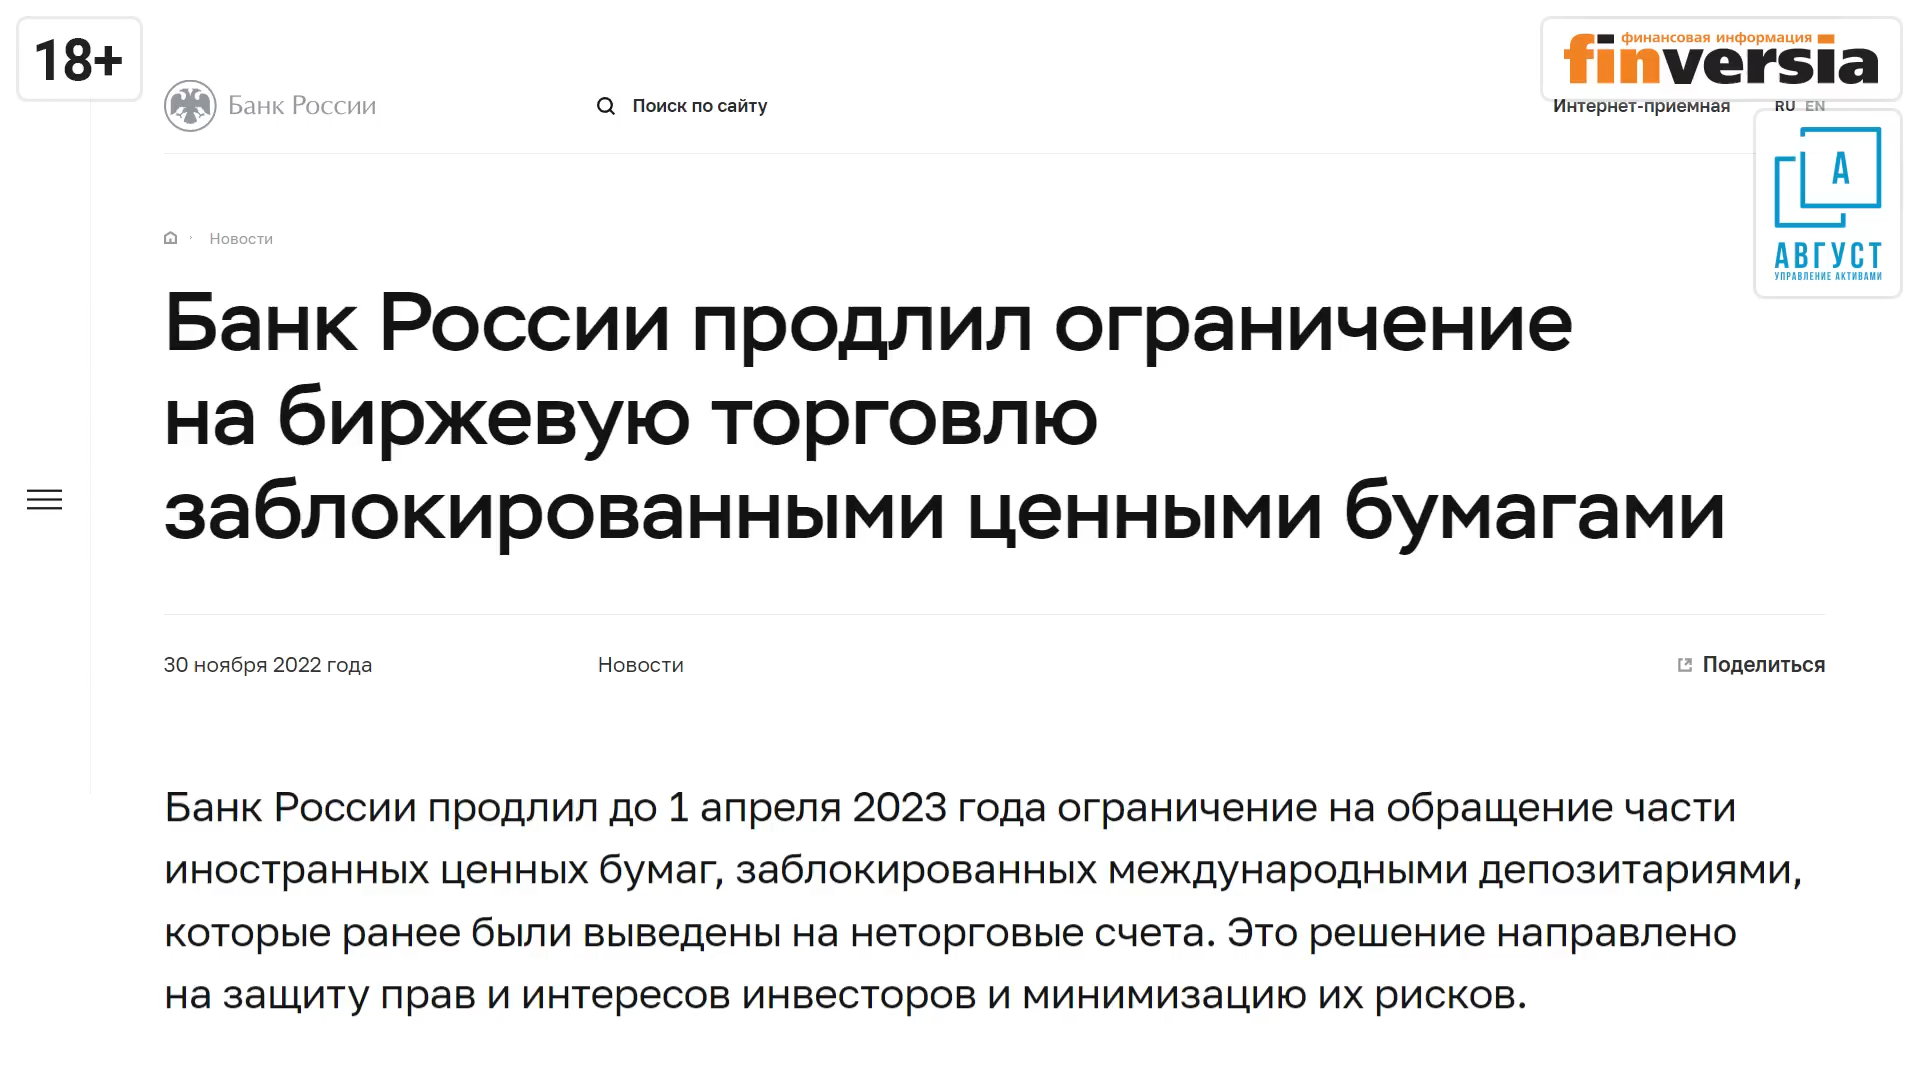 18+
финансовая информация
finversia
Банк России
Поиск по сайту
Интернет-приемная
RU EN
А
АВГУСТ
УПРАВЛЕНИЕ АКТИВАМИ
Новости
Банк России продлил ограничение
на биржевую торговлю
заблокированными ценными бумагами
30 ноября 2022 года
Новости
Поделиться
Банк России продлил до 1 апреля 2023 года ограничение на обращение части
иностранных ценных бумаг, заблокированных международными депозитариями,
которые ранее были выведены на неторговые счета. Это решение направлено
на защиту прав и интересов инвесторов и минимизацию их рисков.